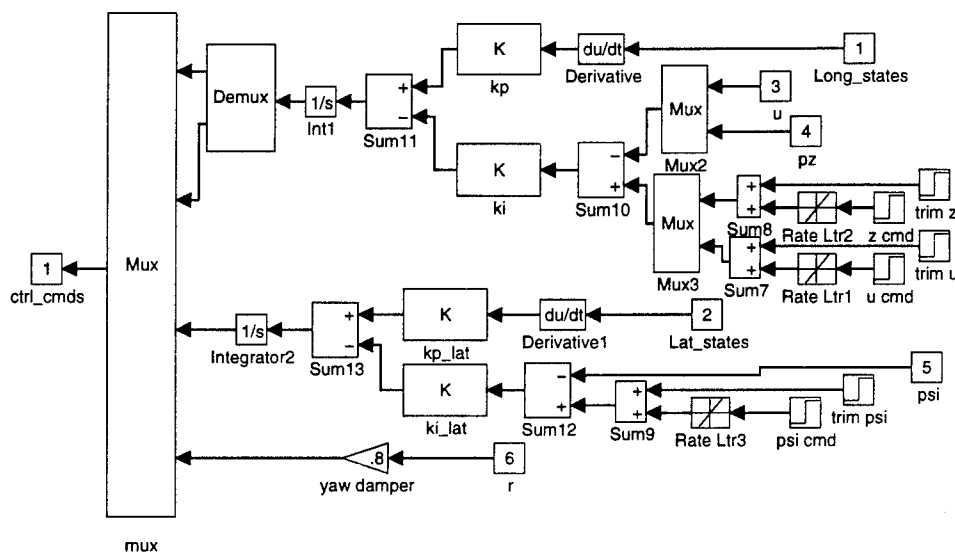 1
Long_states
K
kp
du/dt
Derivative
Demux
1/s
Int1
+
−
Sum11
3
u
Mux
4
pz
Mux2
K
ki
−
+
Sum10
Mux
Mux3
+
+
Sum8
Rate Ltr2
z cmd
trim z
+
+
Sum7
Rate Ltr1
u cmd
trim u
Mux
1
ctrl_cmds
K
kp_lat
du/dt
Derivative1
2
Lat_states
1/s
Integrator2
+
−
Sum13
K
ki_lat
−
+
Sum12
+
+
Sum9
Rate Ltr3
psi cmd
trim psi
5
psi
.8
yaw damper
6
r
mux